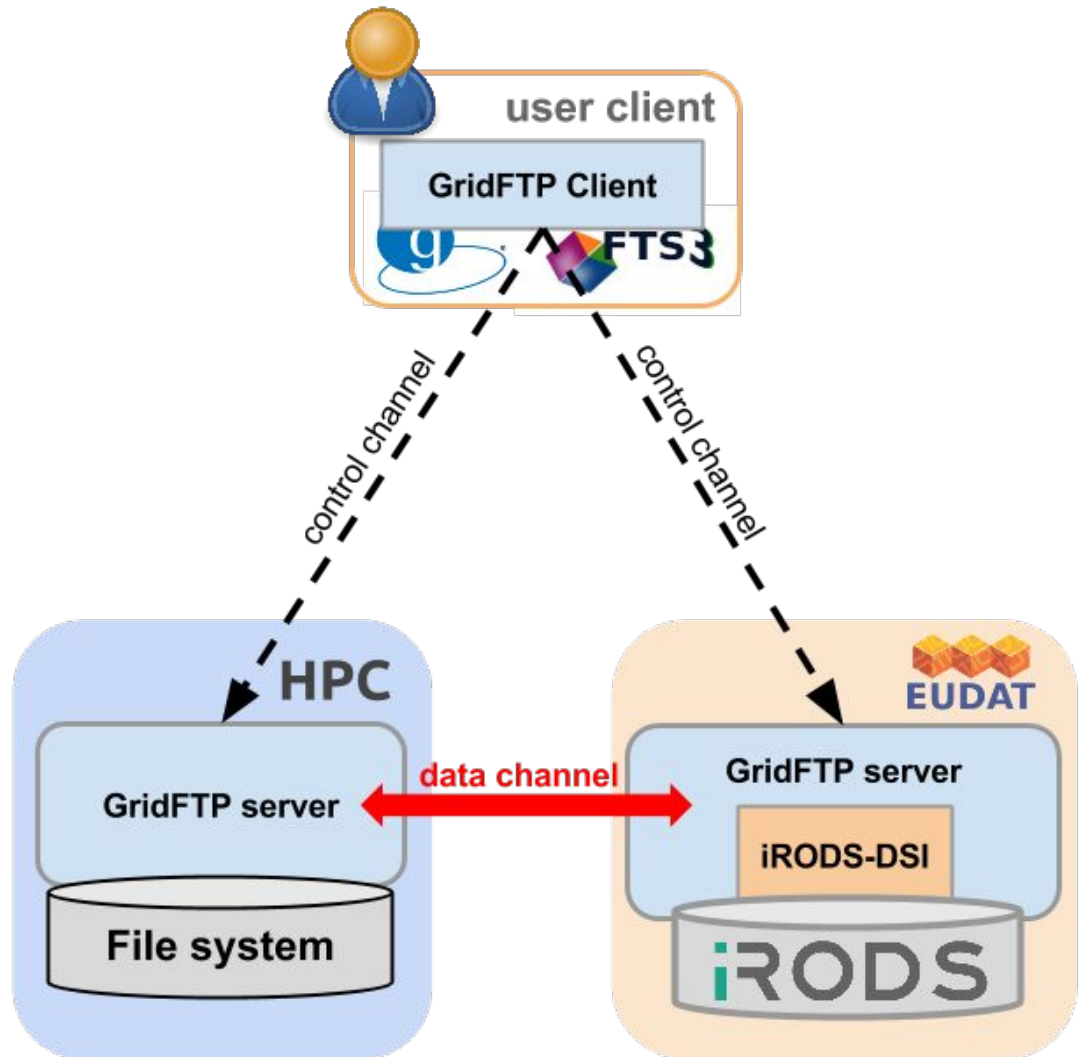 user client
GridFTP Client
g
FTS3
control channel
control channel
HPC
EUDAT
GridFTP server
data channel
GridFTP server
iRODS-DSI
File system
iRODS